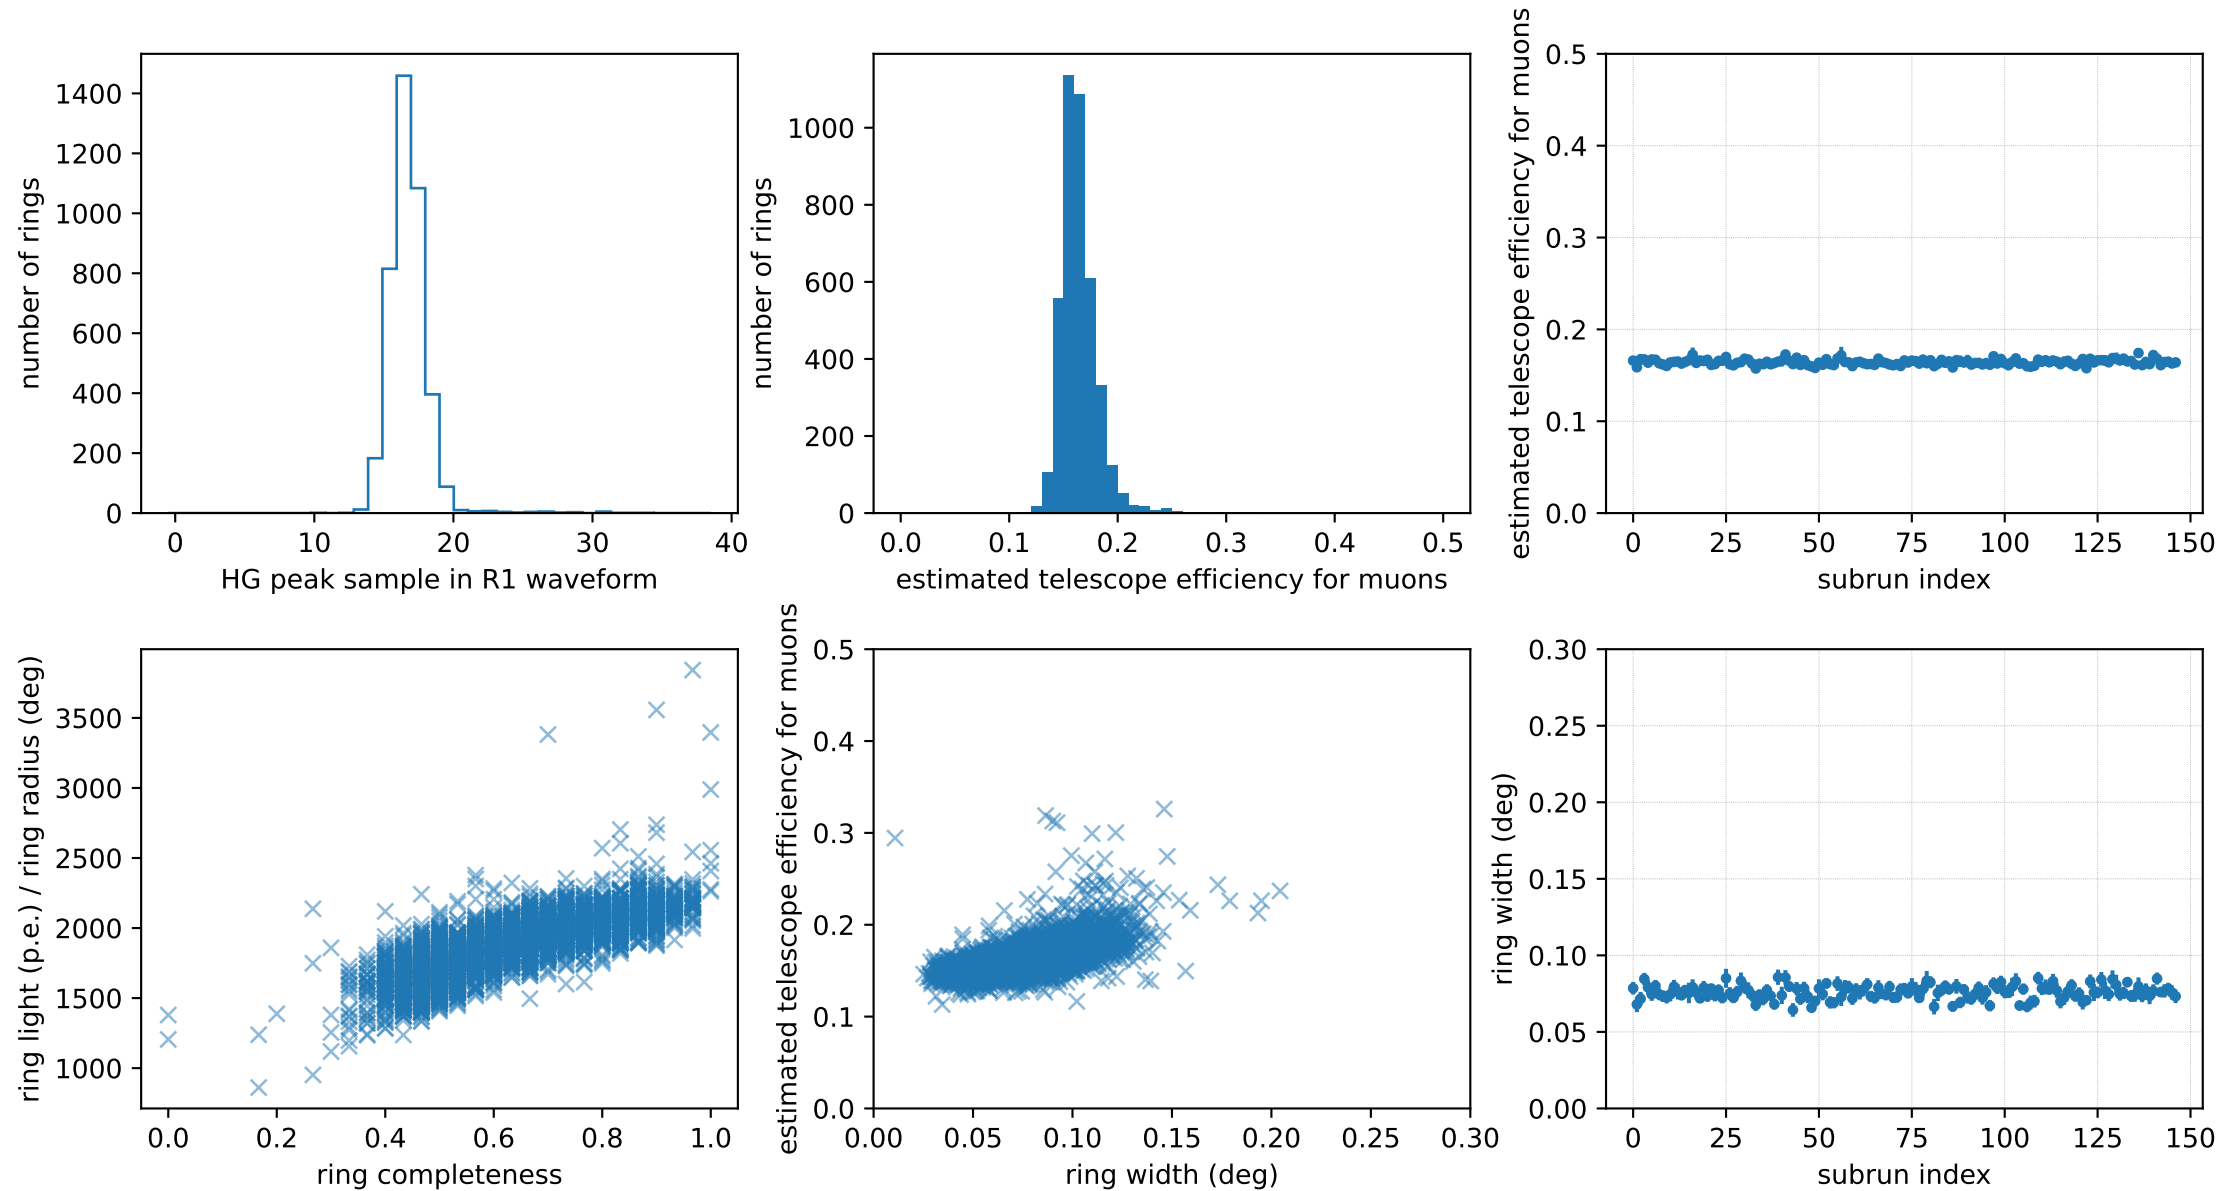 1400
1200
1000
800
600
400
200
0
number of rings
0 10 20 30 40
HG peak sample in R1 waveform
1000
800
600
400
200
0
number of rings
0.0 0.1 0.2 0.3 0.4 0.5
estimated telescope efficiency for muons
0.5
0.4
0.3
0.2
0.1
0.0
estimated telescope efficiency for muons
0 25 50 75 100 125 150
subrun index
3500
3000
2500
2000
1500
1000
ring light (p.e.) / ring radius (deg)
0.0 0.2 0.4 0.6 0.8 1.0
ring completeness
0.5
0.4
0.3
0.2
0.1
0.0
estimated telescope efficiency for muons
0.00 0.05 0.10 0.15 0.20 0.25 0.30
ring width (deg)
0.30
0.25
0.20
0.15
0.10
0.05
0.00
ring width (deg)
0 25 50 75 100 125 150
subrun index